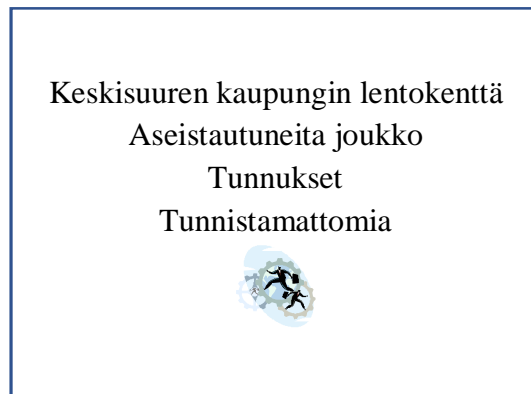 Keskisuuren kaupungin lentokenttä
Aseistautuneita joukko
Tunnukset
Tunnistamattomia